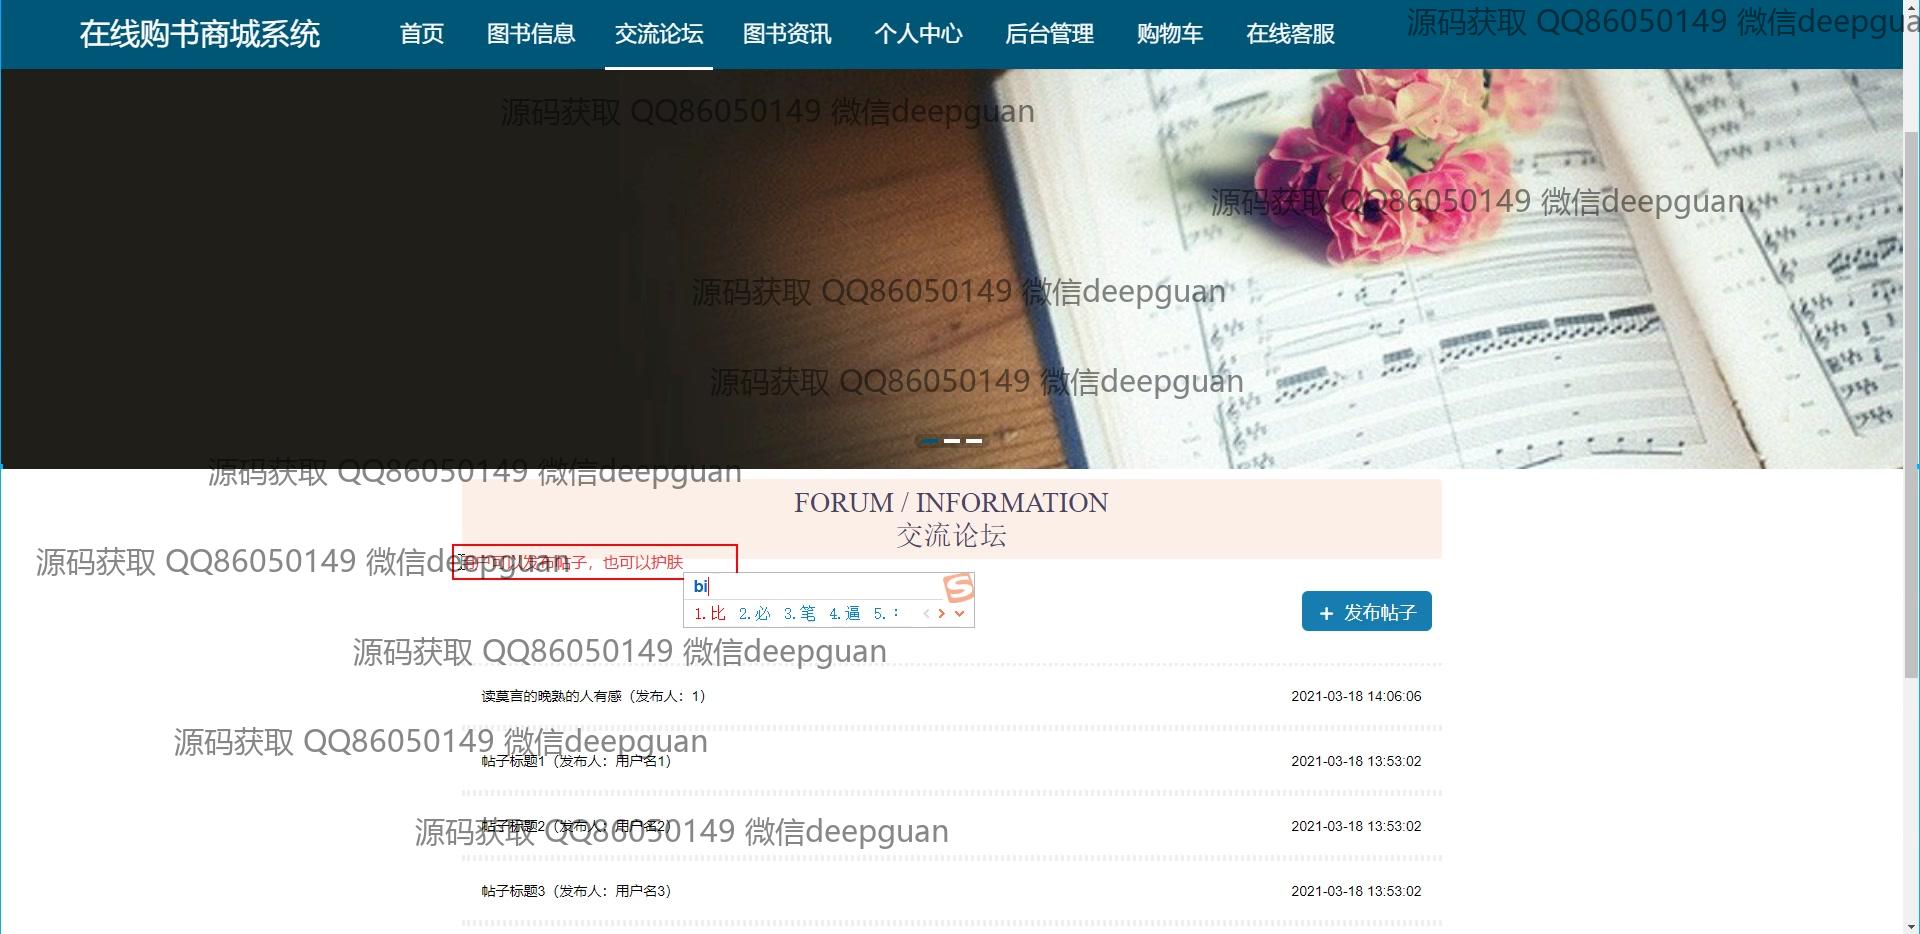 在线购书商城系统 首页 图书信息 交流论坛 图书资讯 个人中心 后台管理 购物车 在线客服
源码获取 QQ86050149 微信deepgua
源码获取 QQ86050149 微信deepguan
源码获取 QQ86050149 微信deepguan
源码获取 QQ86050149 微信deepguan
源码获取 QQ86050149 微信deepguan
源码获取 QQ86050149 微信deepguan
FORUM / INFORMATION
交流论坛
源码获取 QQ86050149 微信deepguan
用户可以发布帖子，也可以护肤
bi
1.比 2.必 3.笔 4.逼 5.：
+ 发布帖子
源码获取 QQ86050149 微信deepguan
读莫言的晚熟的人有感（发布人：1） 2021-03-18 14:06:06
源码获取 QQ86050149 微信deepguan
帖子标题1（发布人：用户名1） 2021-03-18 13:53:02
帖子标题2（发布人：用户名2） 2021-03-18 13:53:02
源码获取 QQ86050149 微信deepguan
帖子标题3（发布人：用户名3） 2021-03-18 13:53:02